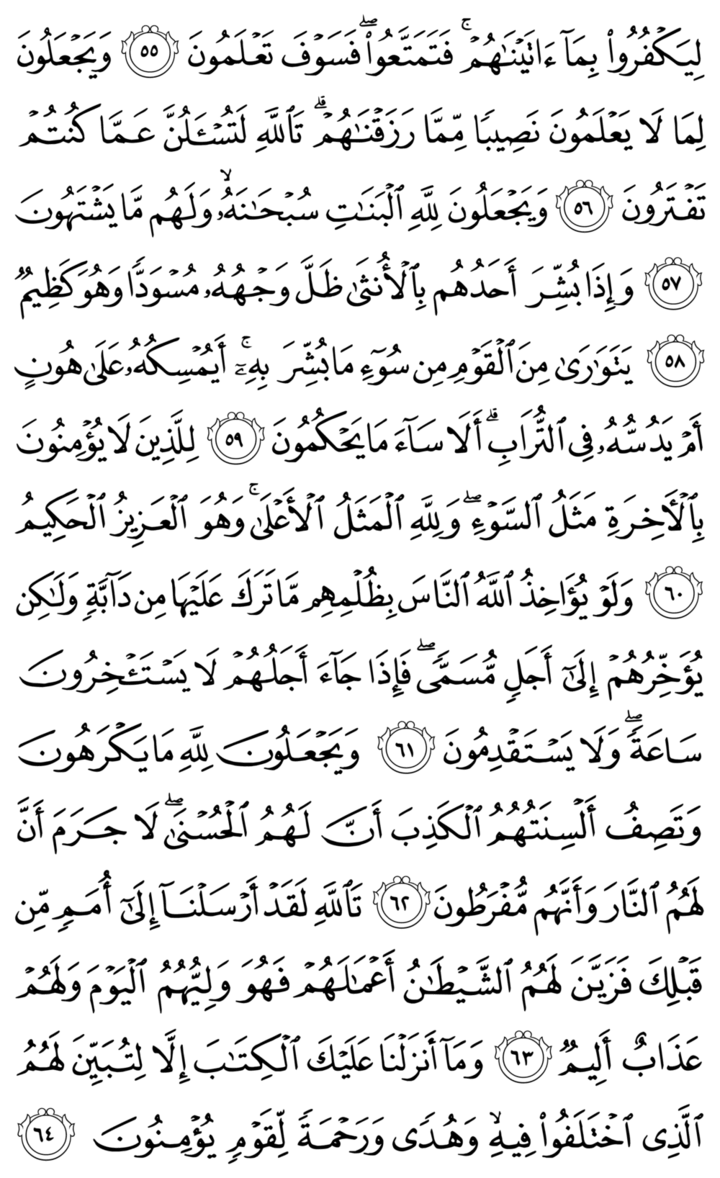 لِيَكْفُرُوا۟ بِمَآ ءَاتَيْنَـٰهُمْ ۚ فَتَمَتَّعُوا۟ ۖ فَسَوْفَ تَعْلَمُونَ ٥٥ وَيَجْعَلُونَ
لِمَا لَا يَعْلَمُونَ نَصِيبًا مِّمَّا رَزَقْنَـٰهُمْ ۗ تَٱللَّهِ لَتُسْـَٔلُنَّ عَمَّا كُنتُمْ
تَفْتَرُونَ ٥٦ وَيَجْعَلُونَ لِلَّهِ ٱلْبَنَـٰتِ سُبْحَـٰنَهُۥ ۙ وَلَهُم مَّا يَشْتَهُونَ
٥٧ وَإِذَا بُشِّرَ أَحَدُهُم بِٱلْأُنثَىٰ ظَلَّ وَجْهُهُۥ مُسْوَدًّا وَهُوَ كَظِيمٌ
٥٨ يَتَوَٰرَىٰ مِنَ ٱلْقَوْمِ مِن سُوٓءِ مَا بُشِّرَ بِهِۦٓ ۚ أَيُمْسِكُهُۥ عَلَىٰ هُونٍ
أَمْ يَدُسُّهُۥ فِى ٱلتُّرَابِ ۗ أَلَا سَآءَ مَا يَحْكُمُونَ ٥٩ لِلَّذِينَ لَا يُؤْمِنُونَ
بِٱلْـَٔاخِرَةِ مَثَلُ ٱلسَّوْءِ ۖ وَلِلَّهِ ٱلْمَثَلُ ٱلْأَعْلَىٰ ۚ وَهُوَ ٱلْعَزِيزُ ٱلْحَكِيمُ
٦٠ وَلَوْ يُؤَاخِذُ ٱللَّهُ ٱلنَّاسَ بِظُلْمِهِم مَّا تَرَكَ عَلَيْهَا مِن دَآبَّةٍ وَلَـٰكِن
يُؤَخِّرُهُمْ إِلَىٰٓ أَجَلٍ مُّسَمًّى ۖ فَإِذَا جَآءَ أَجَلُهُمْ لَا يَسْتَـْٔخِرُونَ
سَاعَةً ۖ وَلَا يَسْتَقْدِمُونَ ٦١ وَيَجْعَلُونَ لِلَّهِ مَا يَكْرَهُونَ
وَتَصِفُ أَلْسِنَتُهُمُ ٱلْكَذِبَ أَنَّ لَهُمُ ٱلْحُسْنَىٰ ۖ لَا جَرَمَ أَنَّ
لَهُمُ ٱلنَّارَ وَأَنَّهُم مُّفْرَطُونَ ٦٢ تَٱللَّهِ لَقَدْ أَرْسَلْنَآ إِلَىٰٓ أُمَمٍ مِّن
قَبْلِكَ فَزَيَّنَ لَهُمُ ٱلشَّيْطَـٰنُ أَعْمَـٰلَهُمْ فَهُوَ وَلِيُّهُمُ ٱلْيَوْمَ وَلَهُمْ
عَذَابٌ أَلِيمٌ ٦٣ وَمَآ أَنزَلْنَا عَلَيْكَ ٱلْكِتَـٰبَ إِلَّا لِتُبَيِّنَ لَهُمُ
ٱلَّذِى ٱخْتَلَفُوا۟ فِيهِ ۙ وَهُدًى وَرَحْمَةً لِّقَوْمٍ يُؤْمِنُونَ ٦٤